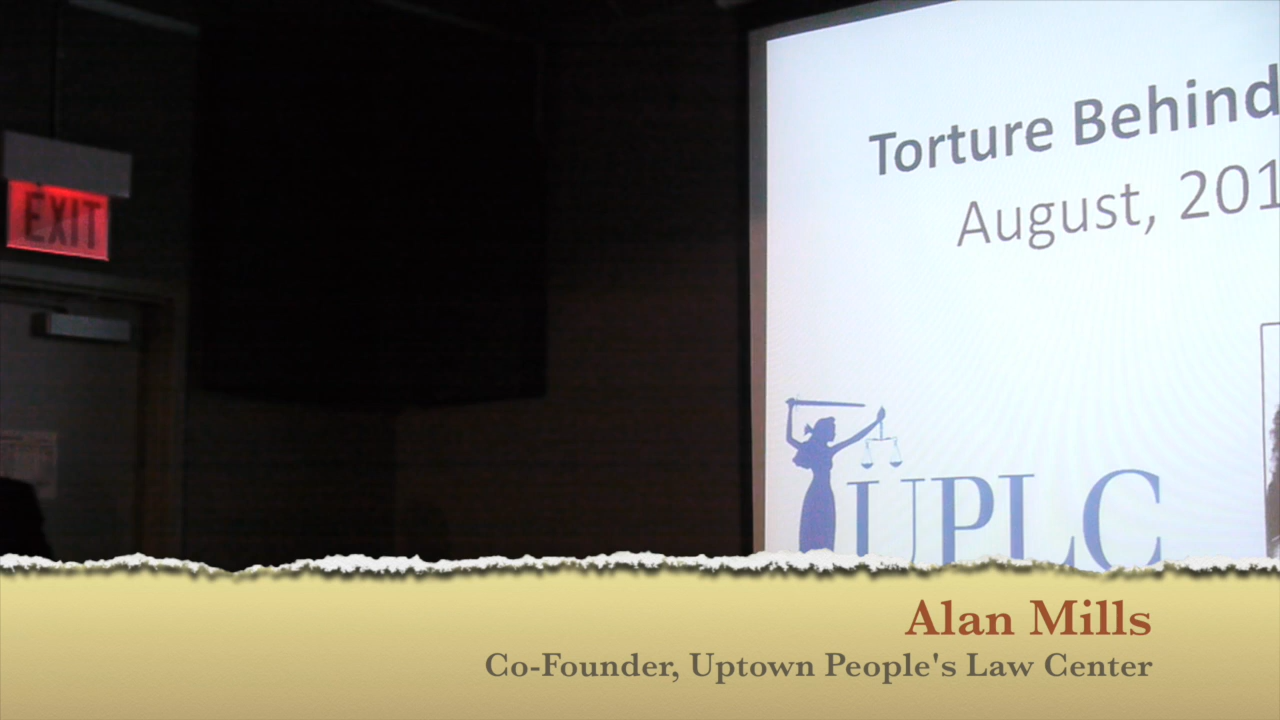 EXIT
Torture Behind
August, 201
UPLC
Alan Mills
Co-Founder, Uptown People's Law Center